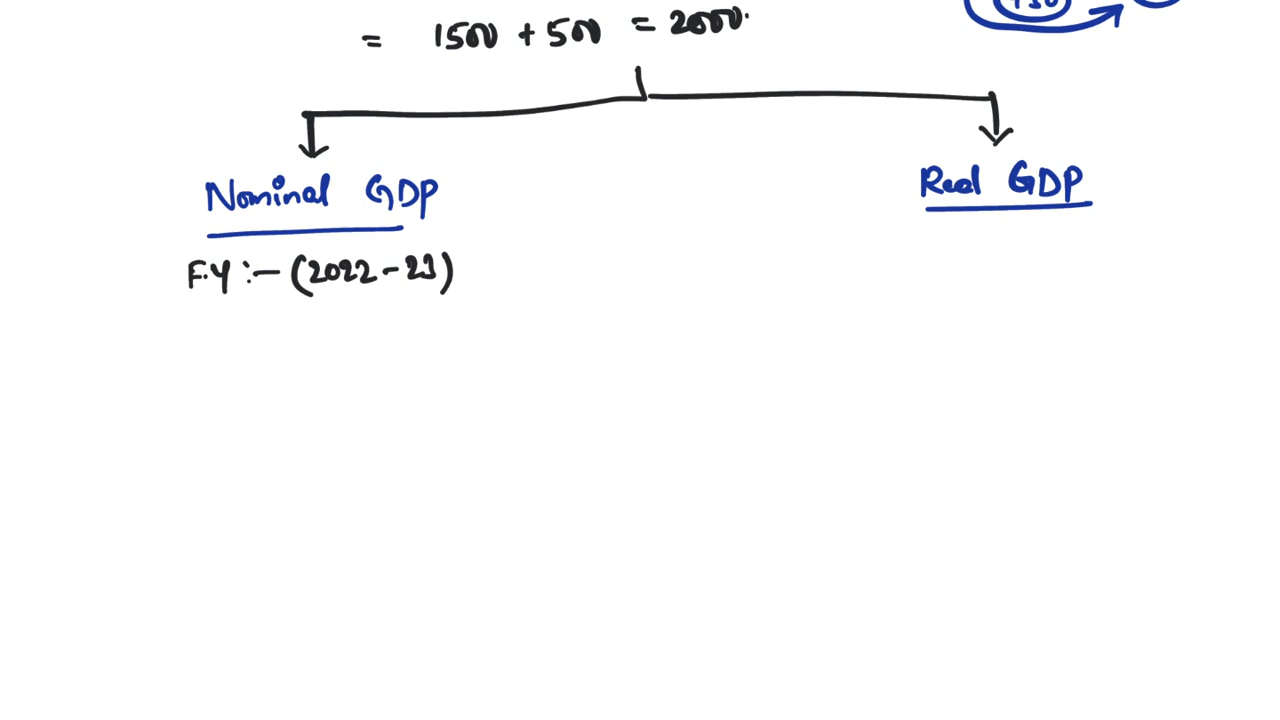 = 1500 + 500 = 2000.
Nominal GDP
Real GDP
F.Y :- (2022-23)